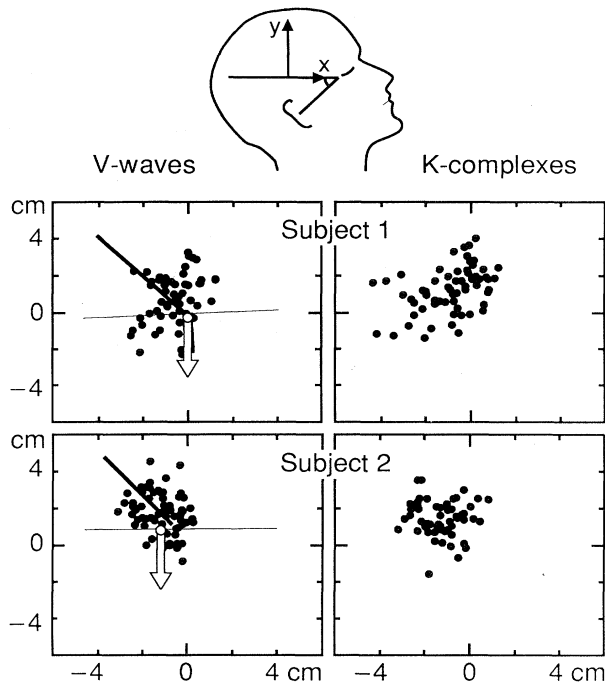 y
x
V-waves K-complexes
cm
Subject 1
4
0
−4
cm
Subject 2
4
0
−4
−4 0 4 cm −4 0 4 cm